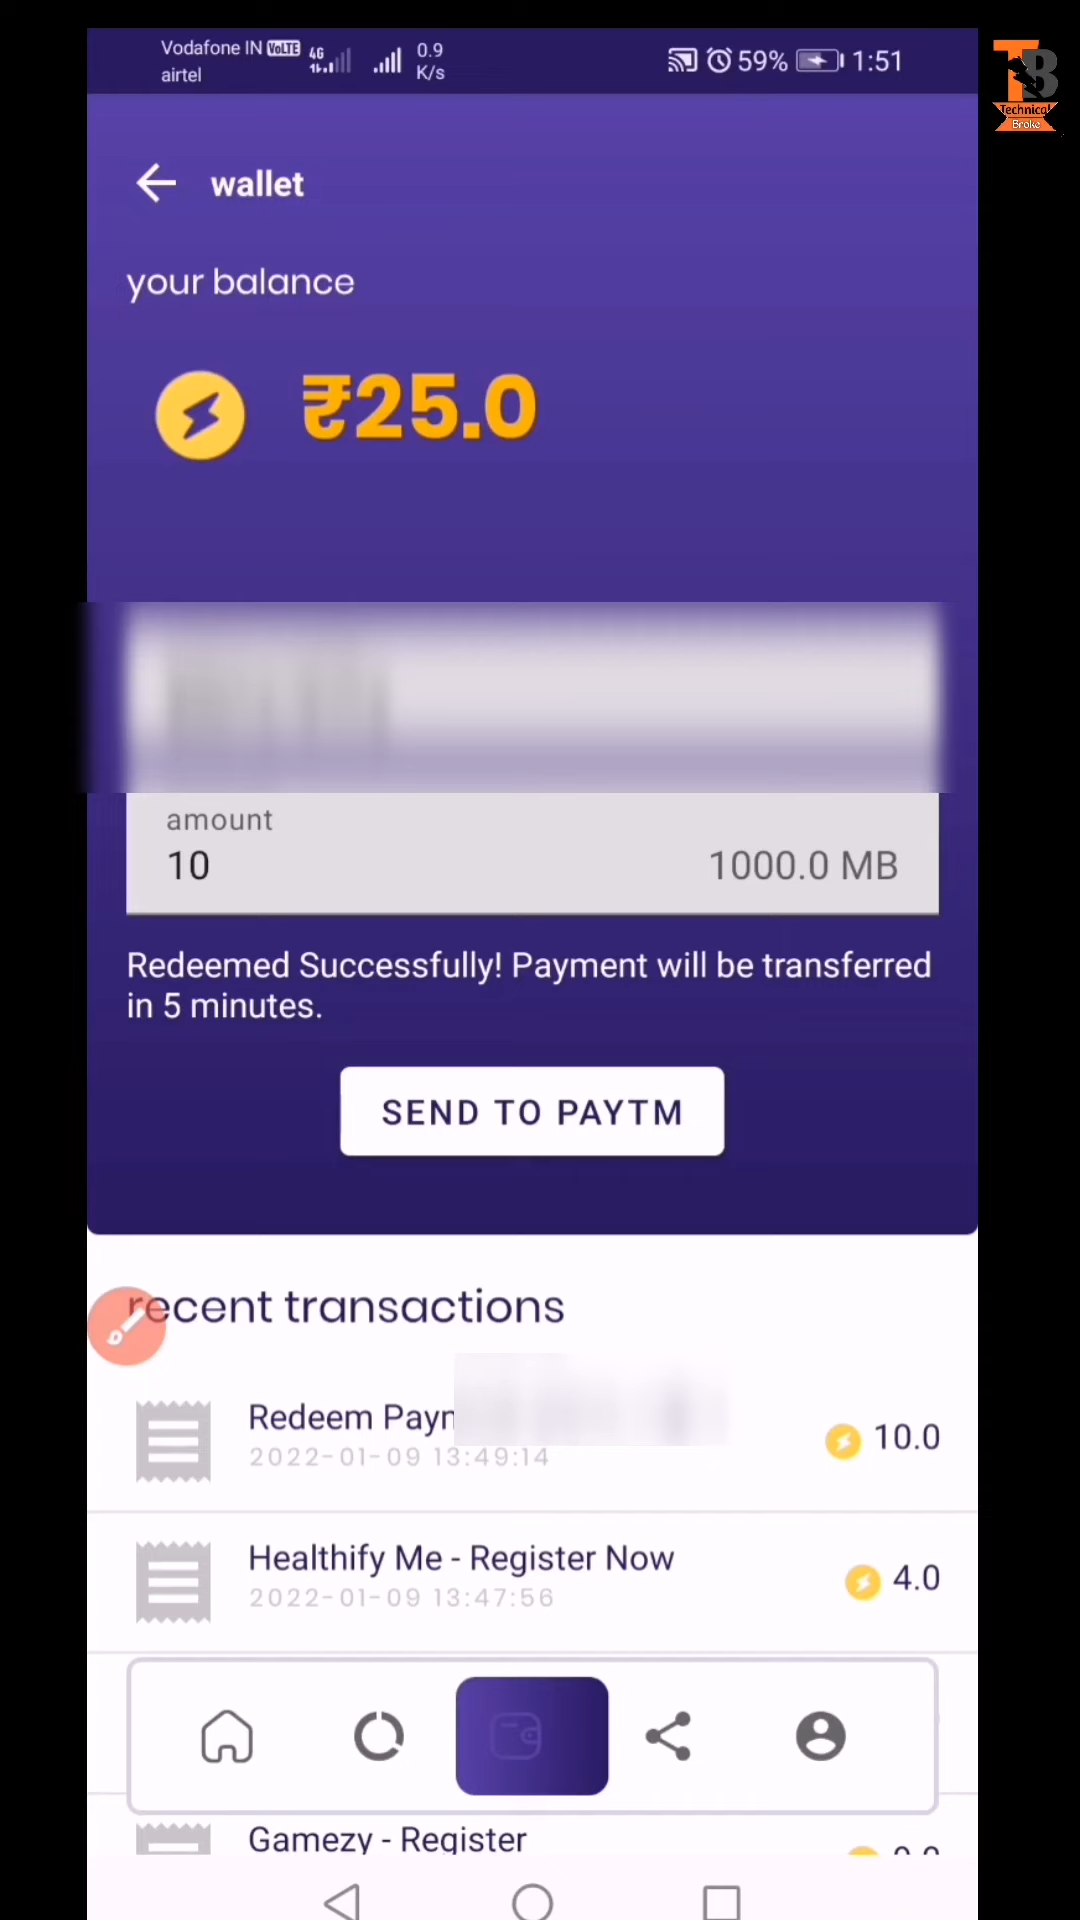 Vodafone IN VoLTE
airtel
4G
0.9
K/s
59%
1:51
Technical
Broke
wallet
your balance
₹25.0
amount
10
1000.0 MB
Redeemed Successfully! Payment will be transferred
in 5 minutes.
SEND TO PAYTM
recent transactions
Redeem
2022-01-09 13:49:14
10.0
Healthify Me - Register Now
2022-01-09 13:47:56
4.0
Gamezy - Register